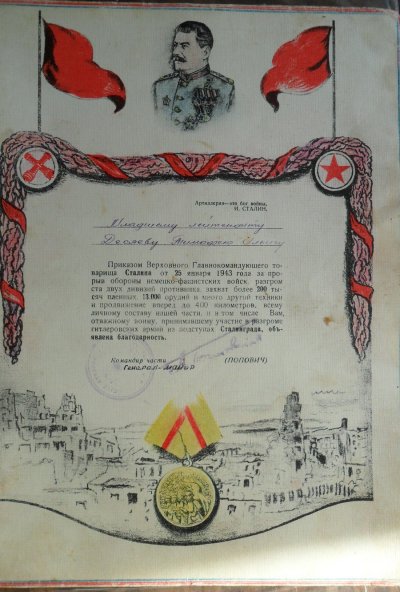 Артиллерия—это бог войны.
И. СТАЛИН.
Младшему лейтенанту
Тимофею Ильичу
Приказом Верховного Главнокомандующего то-
варища Сталина от 25 января 1943 года за про-
рыв обороны немецко-фашистских войск, разгром
ста двух дивизий противника, захват более 200 ты-
сяч пленных, 13.000 орудий и много другой техники
и продвижение вперед до 400 километров, всему
личному составу нашей части, и в том числе Вам,
отважному воину, принимавшему участие в разгроме
гитлеровских армий на подступах Сталинграда, объ-
явлена благодарность.
Командир части (ПОПОВИЧ)
Генерал-майор